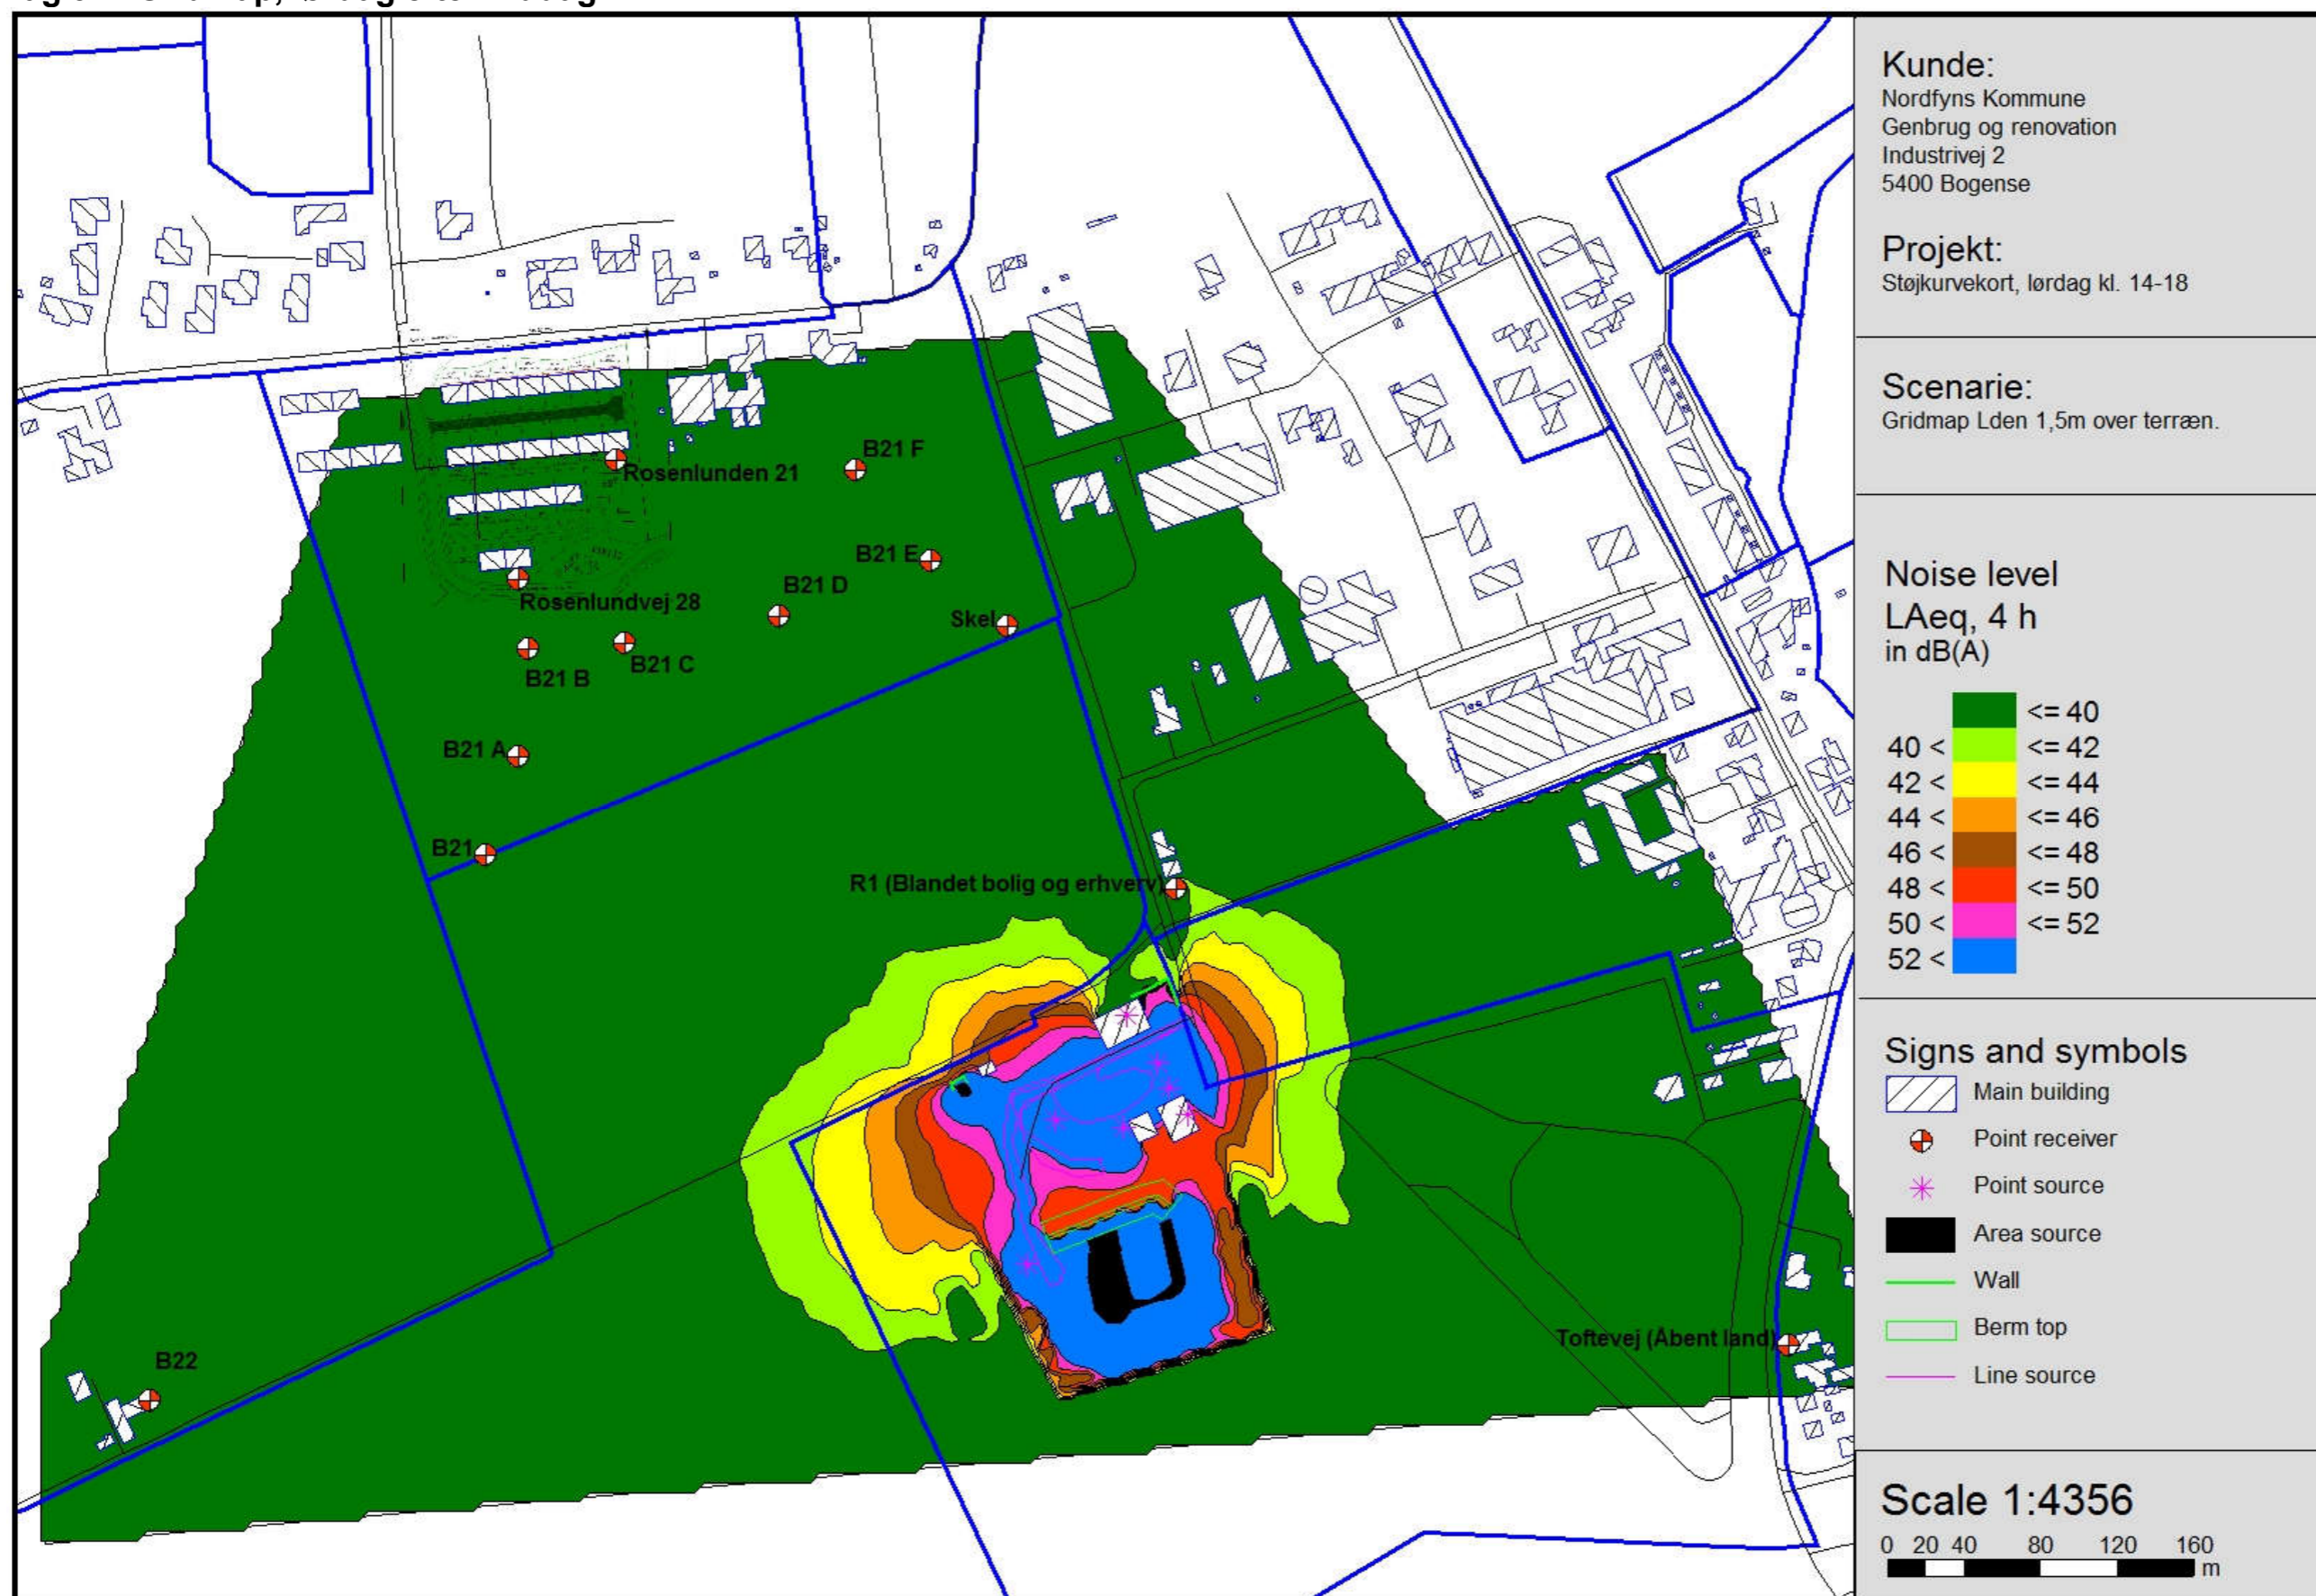 Rosenlunden 21
B21 F
B21 E
B21 D
Rosenlundvej 28
Skel
B21 B
B21 C
B21 A
B21
R1 (Blandet bolig og erhverv)
B22
Toftevej (Åbent land)
Kunde:
Nordfyns Kommune
Genbrug og renovation
Industrivej 2
5400 Bogense
Projekt:
Støjkurvekort, lørdag kl. 14-18
Scenarie:
Gridmap Lden 1,5m over terræn.
Noise level
LAeq, 4 h
in dB(A)
<= 40
40 < <= 42
42 < <= 44
44 < <= 46
46 < <= 48
48 < <= 50
50 < <= 52
52 <
Signs and symbols
Main building
Point receiver
Point source
Area source
Wall
Berm top
Line source
Scale 1:4356
0 20 40 80 120 160
m